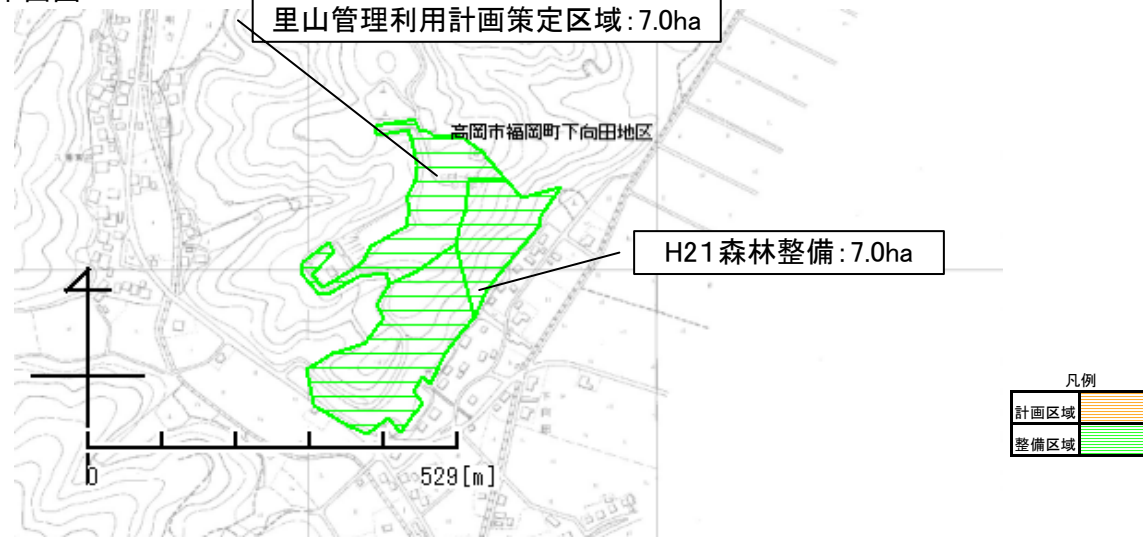 里山管理利用計画策定区域：7.0ha
高岡市福岡町下向田地区
H21森林整備：7.0ha
0
529[m]
凡例
計画区域
整備区域